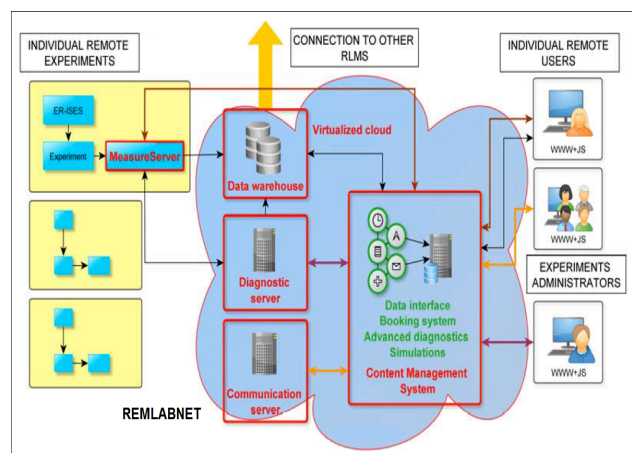 INDIVIDUAL REMOTE
EXPERIMENTS
CONNECTION TO OTHER
RLMS
INDIVIDUAL REMOTE
USERS
ER-ISES
Experiment
MeasureServer
Virtualized cloud
Data warehouse
WWW+JS
A
WWW+JS
Diagnostic
server
EXPERIMENTS
ADMINISTRATORS
Data interface
Booking system
Advanced diagnostics
Simulations
Content Management
System
Communication
server.
WWW+JS
REMLABNET